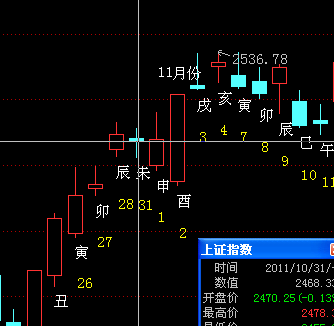 2536.78
11月份
戌
亥
寅
卯
辰
巳
午
3
4
7
8
9
10
11
辰
未
申
酉
28
31
1
2
卯
27
寅
26
丑
上证指数
时间 2011/10/31/
数值 2468.3
开盘价 2470.25(-0.13
最高价 2478.